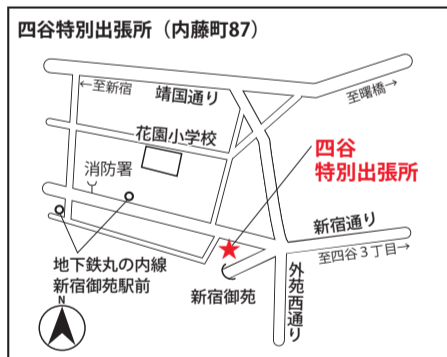 四谷特別出張所（内藤町87）
←至新宿
靖国通り
至曙橋→
花園小学校
四谷
特別出張所
消防署
新宿通り
至四谷３丁目→
地下鉄丸の内線
新宿御苑駅前
新宿御苑
外苑西通り
N